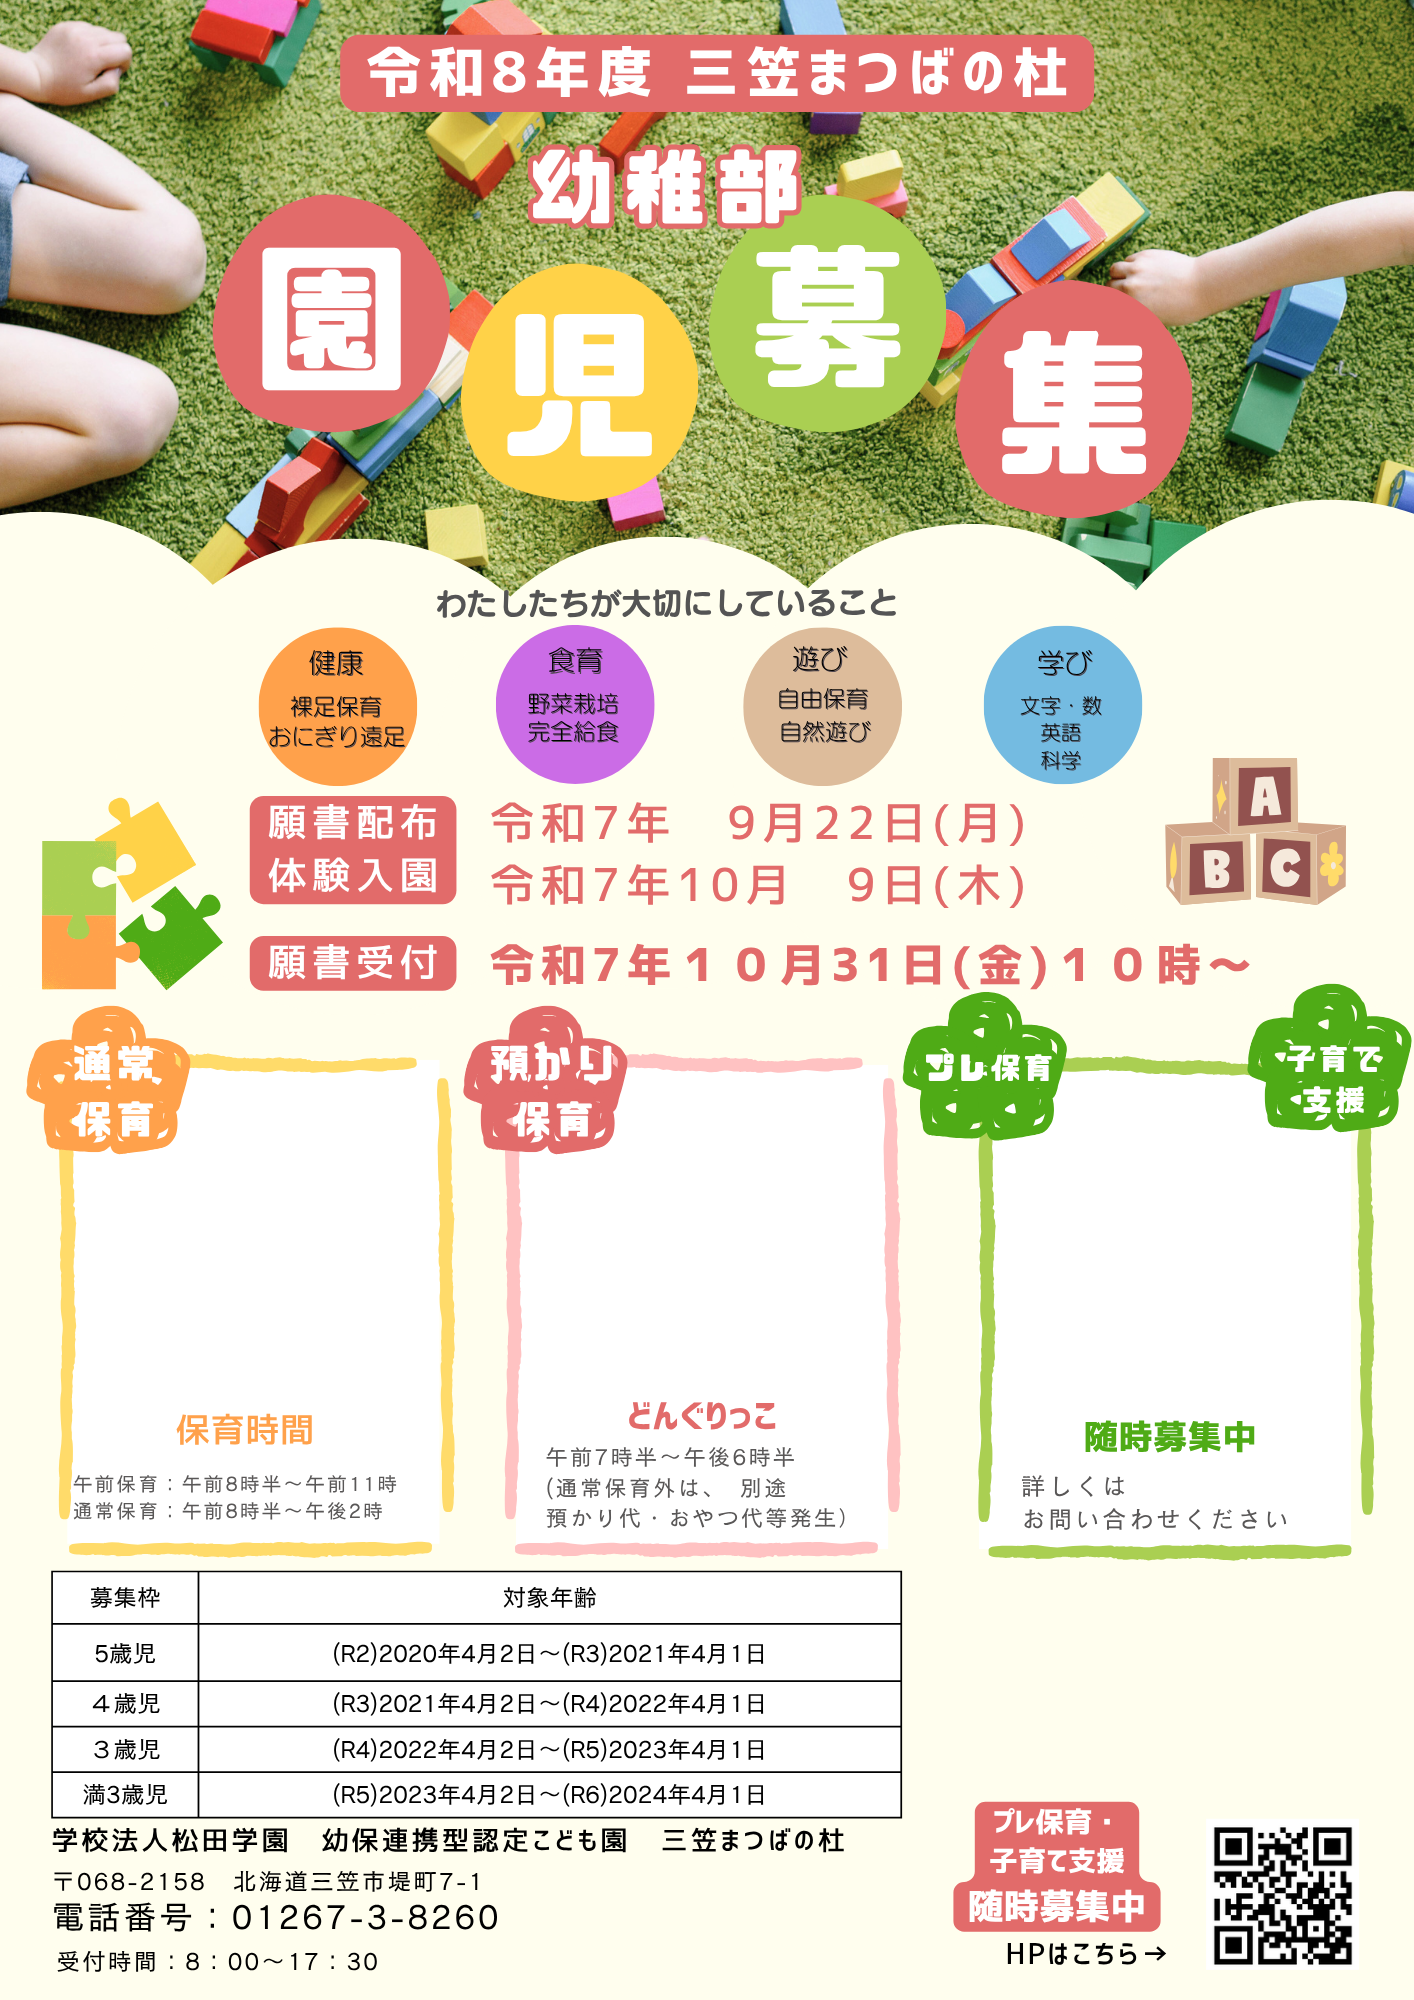 令和8年度 三笠まつばの杜
幼稚部
園児募集
わたしたちが大切にしていること
健康
裸足保育
おにぎり遠足
食育
野菜栽培
完全給食
遊び
自由保育
自然遊び
学び
文字・数
英語
科学
A
B C
願書配布 令和7年 9月22日(月)
体験入園 令和7年10月 9日(木)
願書受付 令和7年１０月31日(金)１０時～
通常
保育
保育時間
午前保育：午前8時半～午前11時
通常保育：午前8時半～午後2時
預かり
保育
どんぐりっこ
午前7時半～午後6時半
(通常保育外は、 別途
預かり代・おやつ代等発生)
プレ保育
子育て
支援
随時募集中
詳しくは
お問い合わせください
募集枠 対象年齢
5歳児 (R2)2020年4月2日～(R3)2021年4月1日
４歳児 (R3)2021年4月2日～(R4)2022年4月1日
３歳児 (R4)2022年4月2日～(R5)2023年4月1日
満3歳児 (R5)2023年4月2日～(R6)2024年4月1日
学校法人松田学園 幼保連携型認定こども園 三笠まつばの杜
〒068-2158 北海道三笠市堤町7-1
電話番号：01267-3-8260
受付時間：8：00～17：30
プレ保育・
子育て支援
随時募集中
HPはこちら→